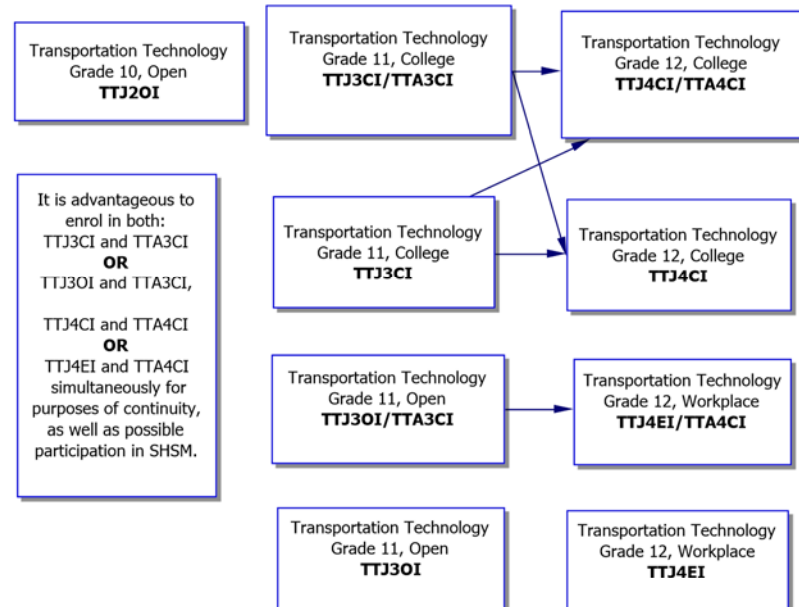 Transportation Technology
Grade 10, Open
TTJ2OI
Transportation Technology
Grade 11, College
TTJ3CI/TTA3CI
Transportation Technology
Grade 12, College
TTJ4CI/TTA4CI
It is advantageous to
enrol in both:
TTJ3CI and TTA3CI
OR
TTJ3OI and TTA3CI,
TTJ4CI and TTA4CI
OR
TTJ4EI and TTA4CI
simultaneously for
purposes of continuity,
as well as possible
participation in SHSM.
Transportation Technology
Grade 11, College
TTJ3CI
Transportation Technology
Grade 12, College
TTJ4CI
Transportation Technology
Grade 11, Open
TTJ3OI/TTA3CI
Transportation Technology
Grade 12, Workplace
TTJ4EI/TTA4CI
Transportation Technology
Grade 11, Open
TTJ3OI
Transportation Technology
Grade 12, Workplace
TTJ4EI